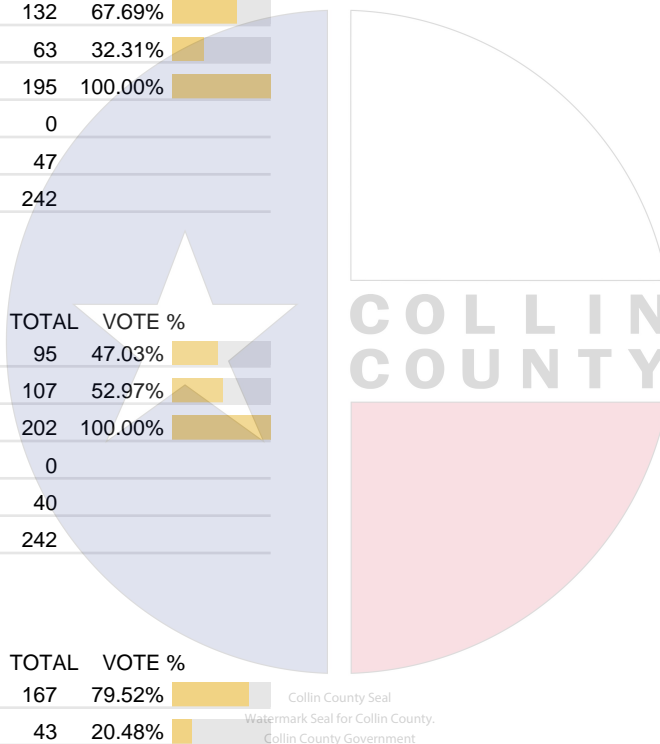 132 67.69%
63 32.31%
195 100.00%
0
47
242
TOTAL VOTE %
95 47.03%
107 52.97%
202 100.00%
0
40
242
TOTAL VOTE %
167 79.52%
43 20.48%
COLLIN
COUNTY
Collin County Seal
Watermark Seal for Collin County.
Collin County Government